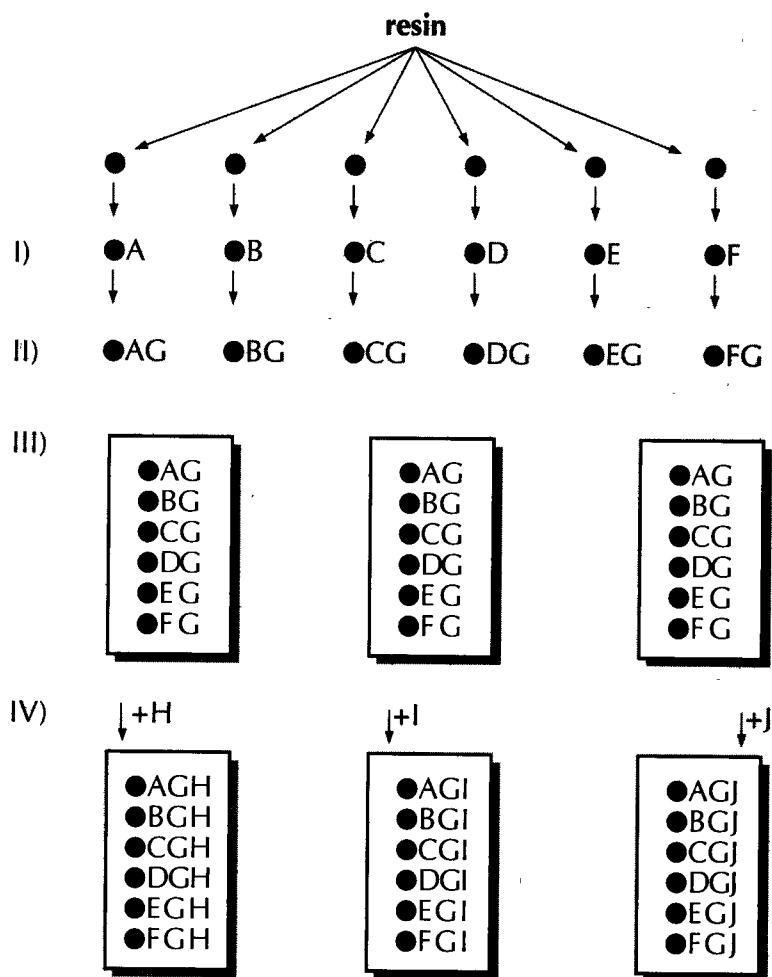 resin
I) A B C D E F
II) AG BG CG DG EG FG
III)
AG AG AG
BG BG BG
CG CG CG
DG DG DG
EG EG EG
FG FG FG
IV) +H +I +J
AGH AGI AGJ
BGH BGI BGJ
CGH CGI CGJ
DGH DGI DGJ
EGH EGI EGJ
FGH FGI FGJ